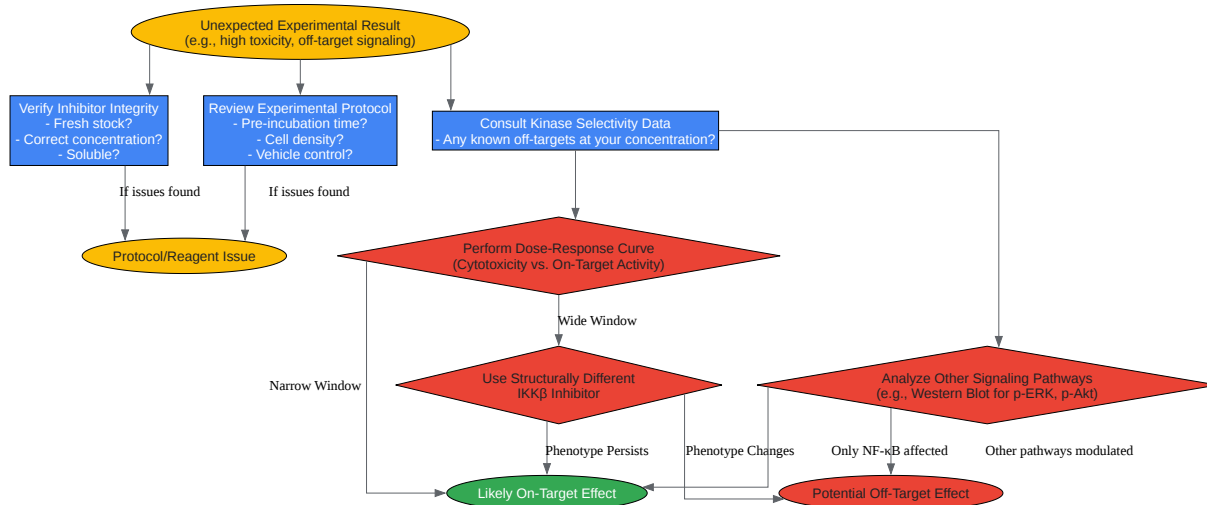 Unexpected Experimental Result
(e.g., high toxicity, off-target signaling)
Verify Inhibitor Integrity
- Fresh stock?
- Correct concentration?
- Soluble?
Review Experimental Protocol
- Pre-incubation time?
- Cell density?
- Vehicle control?
Consult Kinase Selectivity Data
- Any known off-targets at your concentration?
If issues found
If issues found
Protocol/Reagent Issue
Perform Dose-Response Curve
(Cytotoxicity vs. On-Target Activity)
Wide Window
Narrow Window
Use Structurally Different
IKKβ Inhibitor
Analyze Other Signaling Pathways
(e.g., Western Blot for p-ERK, p-Akt)
Phenotype Persists
Phenotype Changes
Only NF-κB affected
Other pathways modulated
Likely On-Target Effect
Potential Off-Target Effect